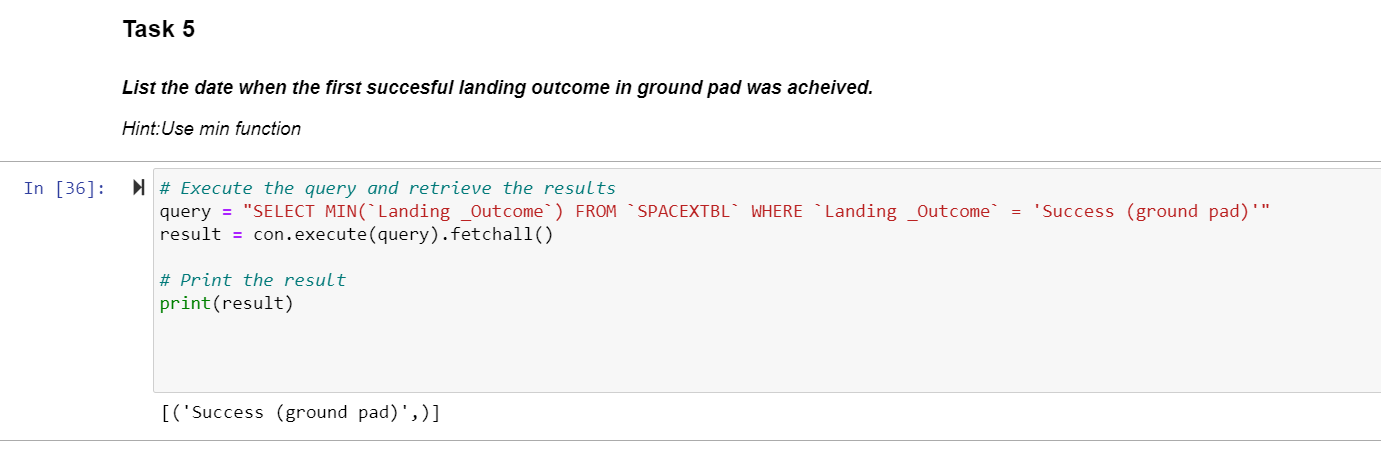 Task 5
List the date when the first succesful landing outcome in ground pad was acheived.
Hint:Use min function
In [36]:
# Execute the query and retrieve the results
query = "SELECT MIN(`Landing _Outcome`) FROM `SPACEXTBL` WHERE `Landing _Outcome` = 'Success (ground pad)'"
result = con.execute(query).fetchall()
# Print the result
print(result)
[('Success (ground pad)',)]